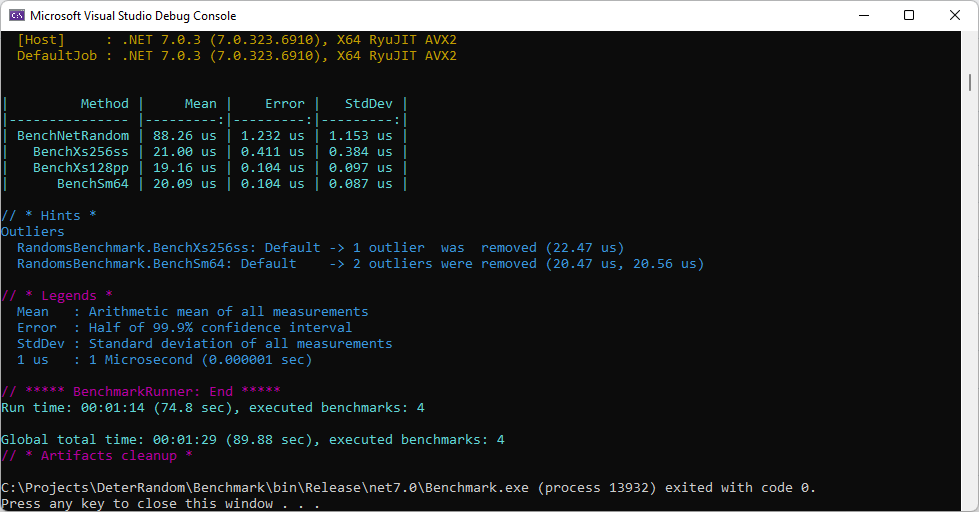 Microsoft Visual Studio Debug Console
[Host]     : .NET 7.0.3 (7.0.323.6910), X64 RyuJIT AVX2
DefaultJob : .NET 7.0.3 (7.0.323.6910), X64 RyuJIT AVX2
|         Method |     Mean |    Error |   StdDev |
|--------------- |---------:|---------:|---------:|
| BenchNetRandom | 88.26 us | 1.232 us | 1.153 us |
|   BenchXs256ss | 21.00 us | 0.411 us | 0.384 us |
|   BenchXs128pp | 19.16 us | 0.104 us | 0.097 us |
|      BenchSm64 | 20.09 us | 0.104 us | 0.087 us |
// * Hints *
Outliers
  RandomsBenchmark.BenchXs256ss: Default -> 1 outlier  was  removed (22.47 us)
  RandomsBenchmark.BenchSm64: Default    -> 2 outliers were removed (20.47 us, 20.56 us)
// * Legends *
  Mean   : Arithmetic mean of all measurements
  Error  : Half of 99.9% confidence interval
  StdDev : Standard deviation of all measurements
  1 us   : 1 Microsecond (0.000001 sec)
// ***** BenchmarkRunner: End *****
Run time: 00:01:14 (74.8 sec), executed benchmarks: 4
Global total time: 00:01:29 (89.88 sec), executed benchmarks: 4
// * Artifacts cleanup *
C:\Projects\DeterRandom\Benchmark\bin\Release\net7.0\Benchmark.exe (process 13932) exited with code 0.
Press any key to close this window . . .